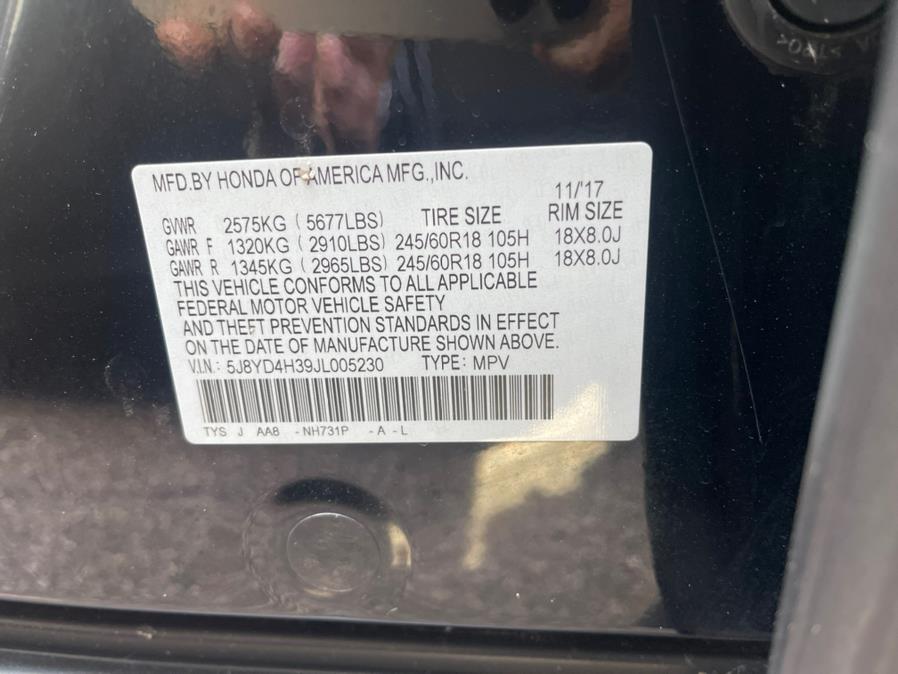 MFD.BY HONDA OF AMERICA MFG.,INC.
11/'17
GVWR 2575KG (5677LBS) TIRE SIZE RIM SIZE
GAWR F 1320KG (2910LBS) 245/60R18 105H 18X8.0J
GAWR R 1345KG (2965LBS) 245/60R18 105H 18X8.0J
THIS VEHICLE CONFORMS TO ALL APPLICABLE
FEDERAL MOTOR VEHICLE SAFETY
AND THEFT PREVENTION STANDARDS IN EFFECT
ON THE DATE OF MANUFACTURE SHOWN ABOVE.
V.I.N.: 5J8YD4H39JL005230 TYPE: MPV
TYS J AA8 -NH731P -A -L